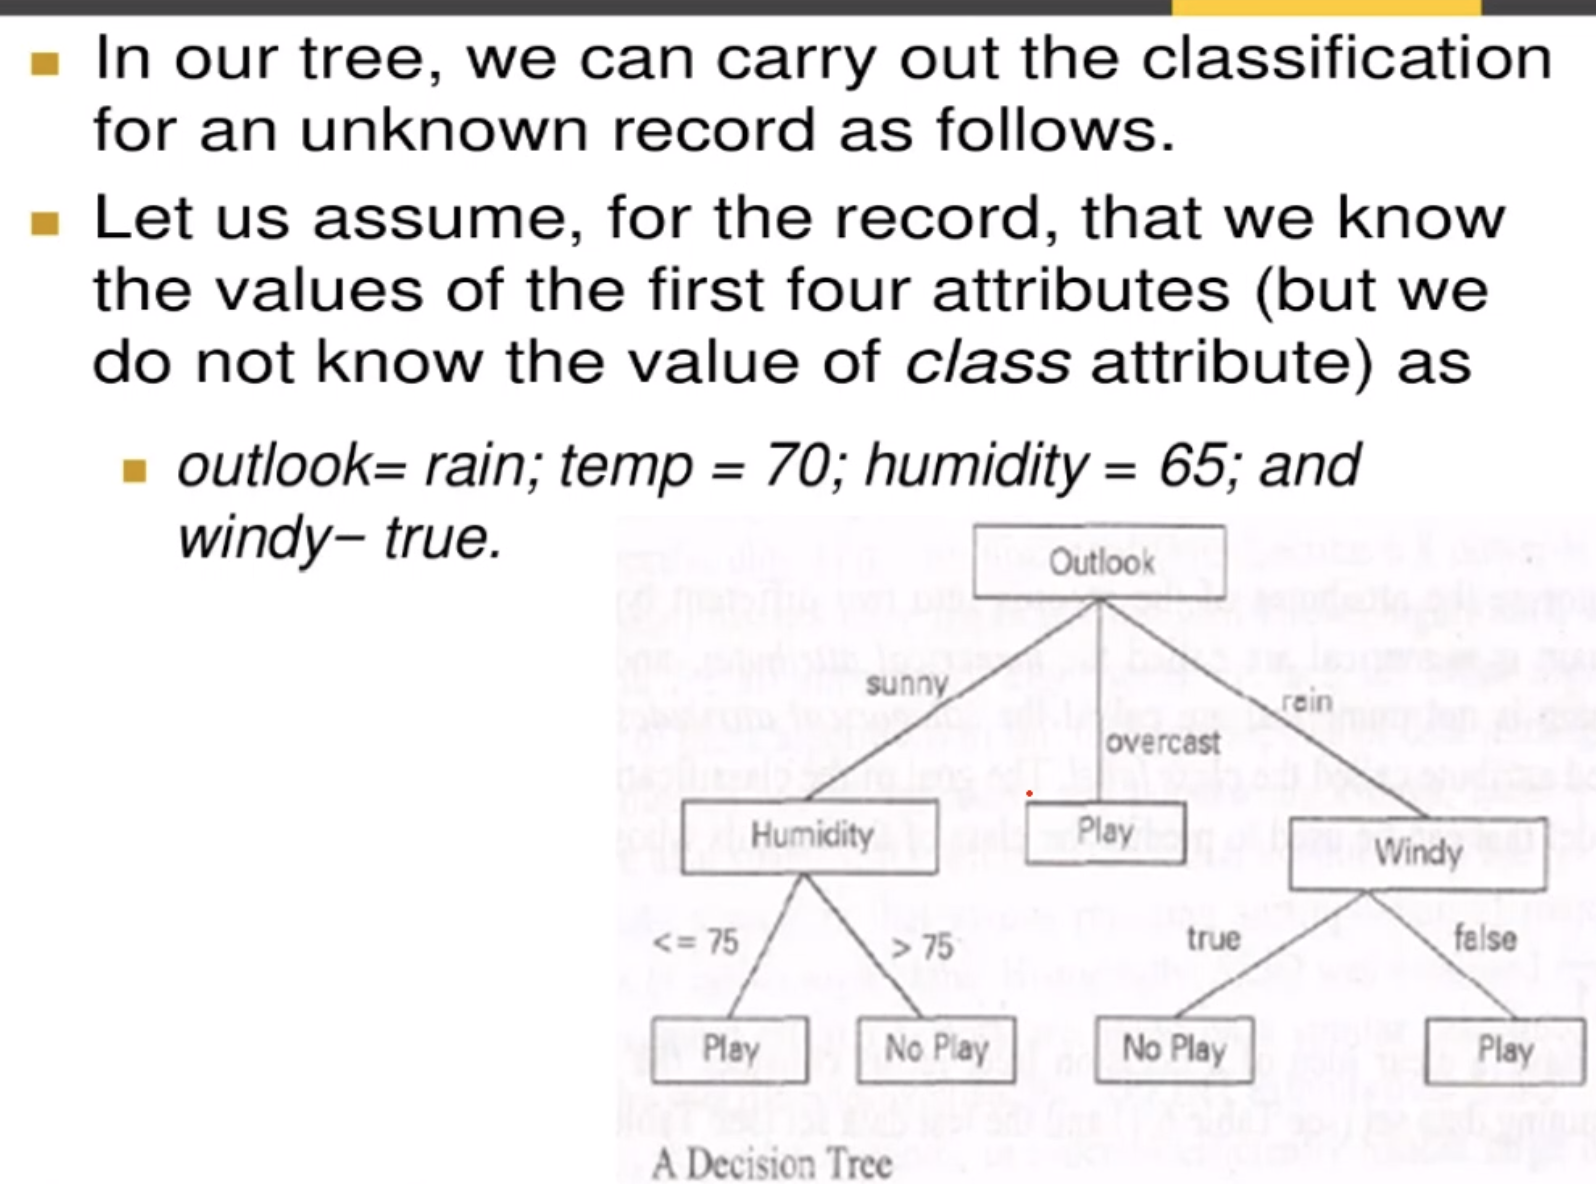 In our tree, we can carry out the classification
for an unknown record as follows.
Let us assume, for the record, that we know
the values of the first four attributes (but we
do not know the value of class attribute) as
outlook= rain; temp = 70; humidity = 65; and
windy– true.
Outlook
sunny
overcast
rain
Humidity
Play
Windy
<= 75
> 75
true
false
Play
No Play
No Play
Play
A Decision Tree